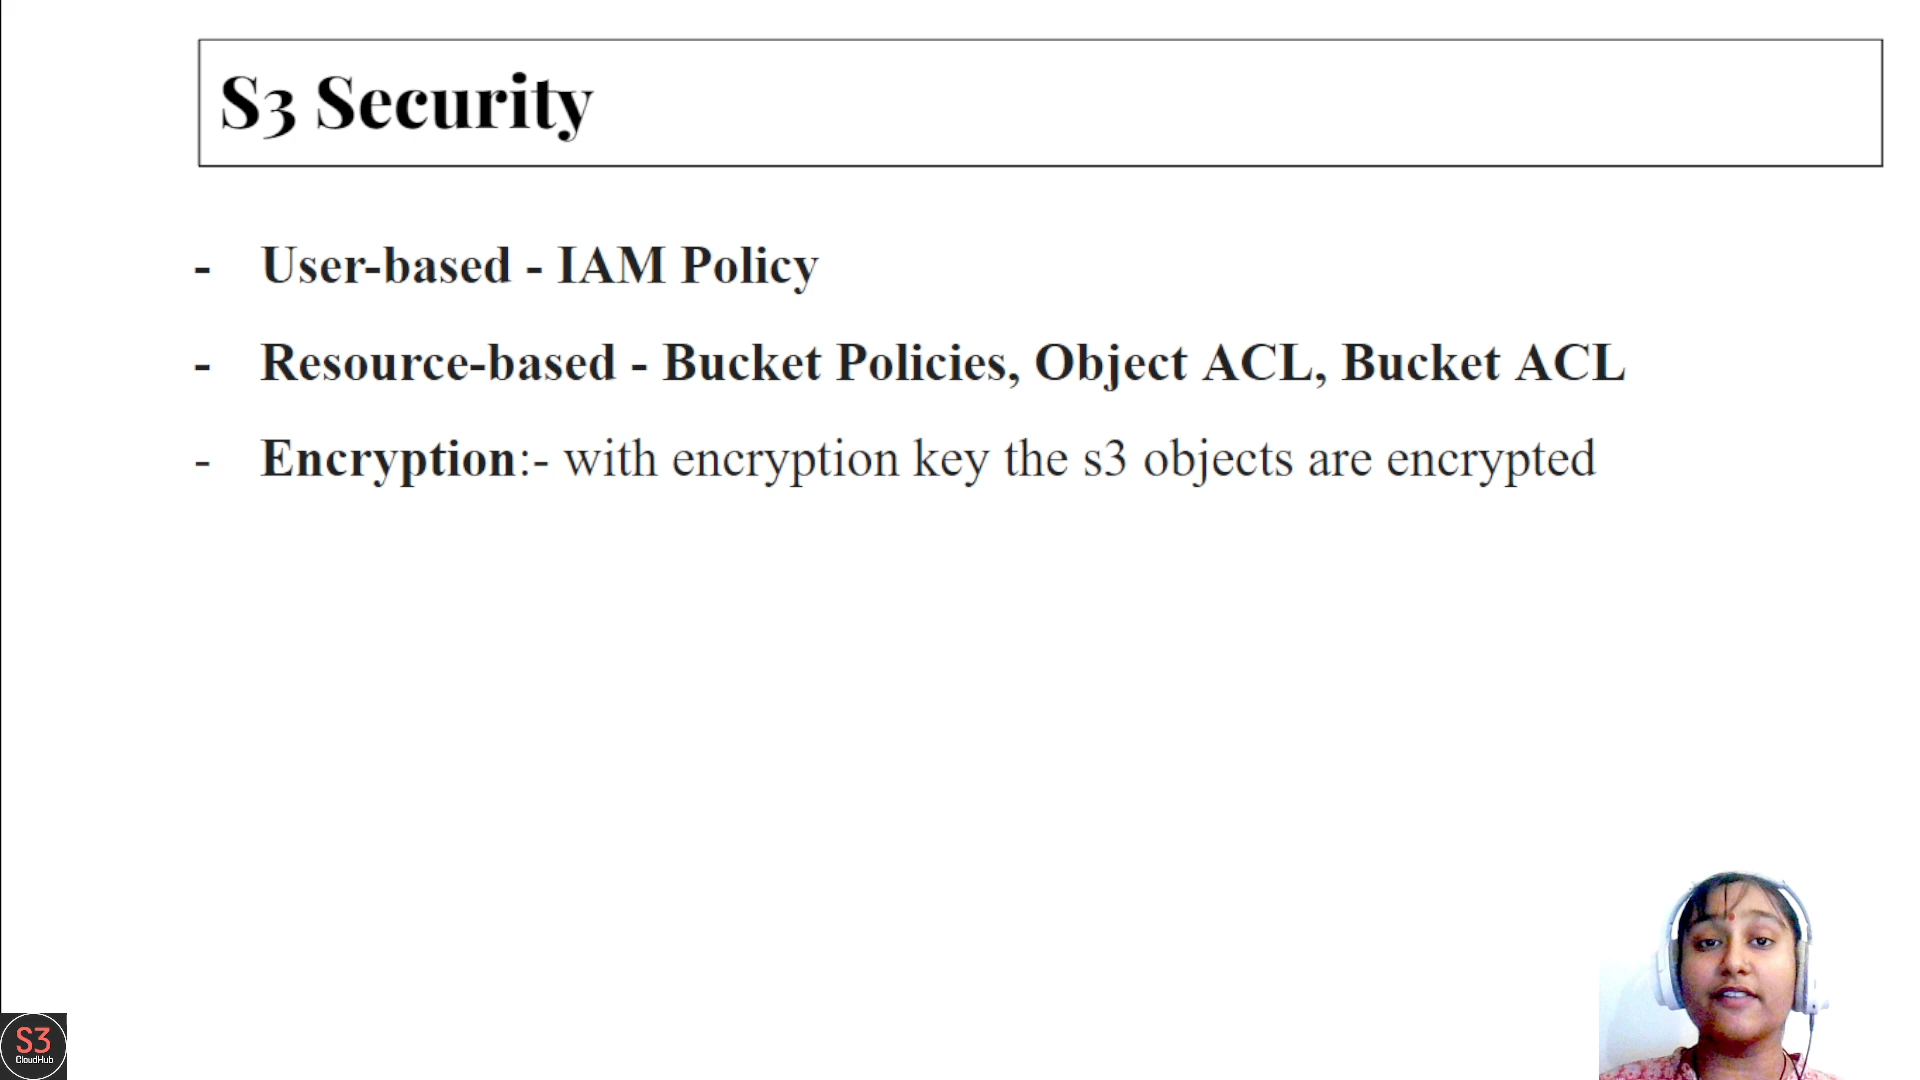 S3 Security
- User-based - IAM Policy
- Resource-based - Bucket Policies, Object ACL, Bucket ACL
- Encryption:- with encryption key the s3 objects are encrypted
S3
CloudHub